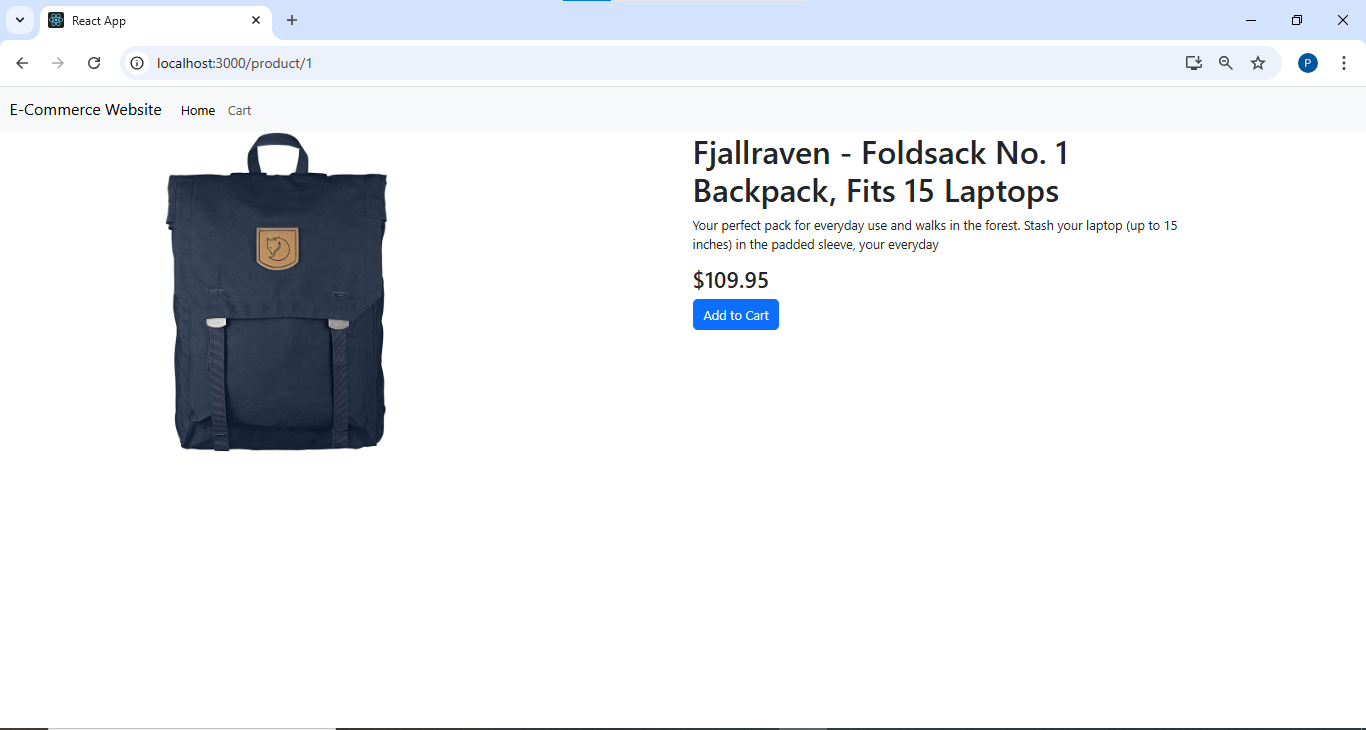 React App
localhost:3000/product/1
P
E-Commerce Website Home Cart
Fjallraven - Foldsack No. 1
Backpack, Fits 15 Laptops
Your perfect pack for everyday use and walks in the forest. Stash your laptop (up to 15
inches) in the padded sleeve, your everyday
$109.95
Add to Cart